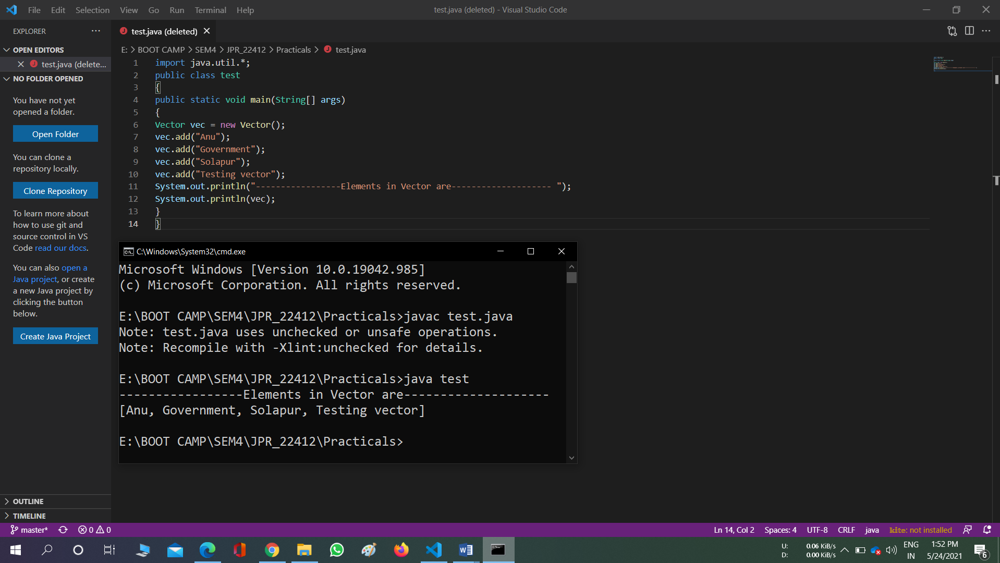 File Edit Selection View Go Run Terminal Help
test.java (deleted) - Visual Studio Code
EXPLORER
test.java (deleted)
OPEN EDITORS
test.java (delete...
NO FOLDER OPENED
You have not yet
opened a folder.
Open Folder
You can clone a
repository locally.
Clone Repository
To learn more about
how to use git and
source control in VS
Code read our docs.
You can also open a
Java project, or create
a new Java project by
clicking the button
below.
Create Java Project
OUTLINE
TIMELINE
E: > BOOT CAMP > SEM4 > JPR_22412 > Practicals > test.java
1 import java.util.*;
2 public class test
3 {
4 public static void main(String[] args)
5 {
6 Vector vec = new Vector();
7 vec.add("Anu");
8 vec.add("Government");
9 vec.add("Solapur");
10 vec.add("Testing vector");
11 System.out.println("-----------------Elements in Vector are-------------------- ");
12 System.out.println(vec);
13 }
14 }
C:\Windows\System32\cmd.exe
Microsoft Windows [Version 10.0.19042.985]
(c) Microsoft Corporation. All rights reserved.
E:\BOOT CAMP\SEM4\JPR_22412\Practicals>javac test.java
Note: test.java uses unchecked or unsafe operations.
Note: Recompile with -Xlint:unchecked for details.
E:\BOOT CAMP\SEM4\JPR_22412\Practicals>java test
-----------------Elements in Vector are--------------------
[Anu, Government, Solapur, Testing vector]
E:\BOOT CAMP\SEM4\JPR_22412\Practicals>
master* 0 0
Ln 14, Col 2 Spaces: 4 UTF-8 CRLF java kite: not installed
U: 0.06 KiB/s
D: 0.00 KiB/s
ENG
IN
1:52 PM
5/24/2021
6